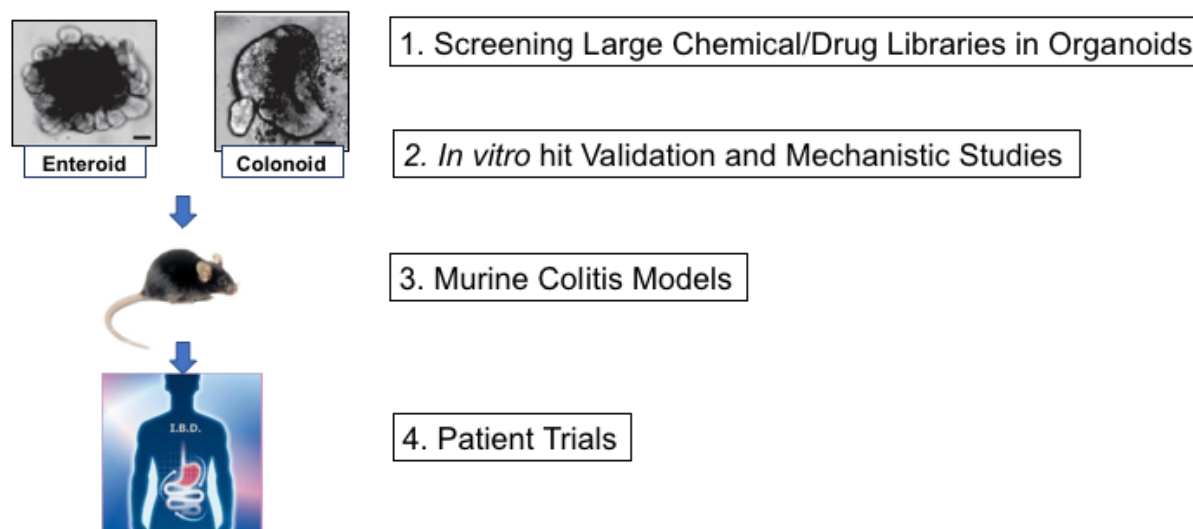 1. Screening Large Chemical/Drug Libraries in Organoids
Enteroid
Colonoid
2. In vitro hit Validation and Mechanistic Studies
3. Murine Colitis Models
I.B.D.
4. Patient Trials